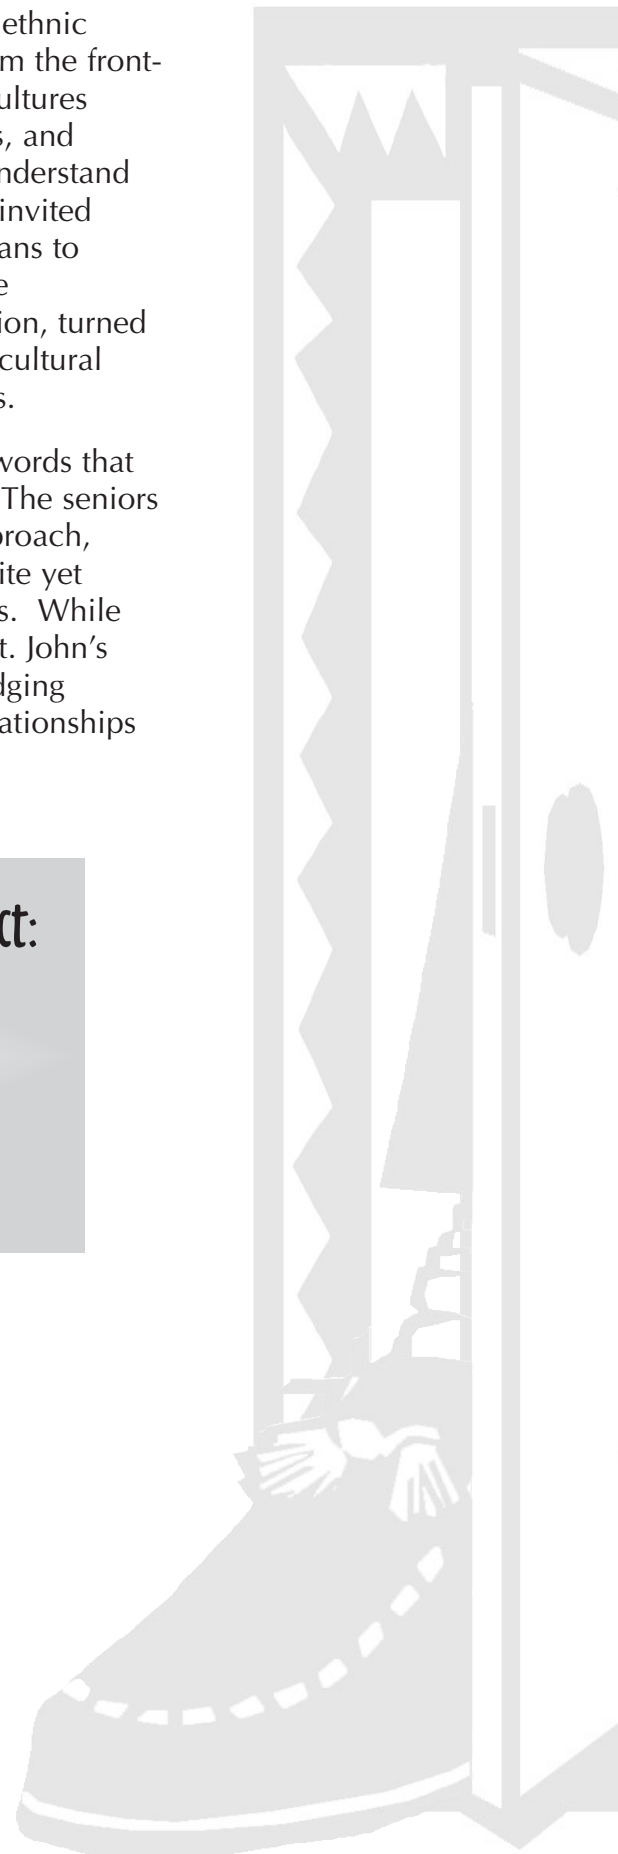 ethnic
m the front-
ultures
s, and
nderstand
invited
ans to
e
ion, turned
cultural
s.
words that
The seniors
proach,
ite yet
s. While
t. John's
dging
ationships
ct: